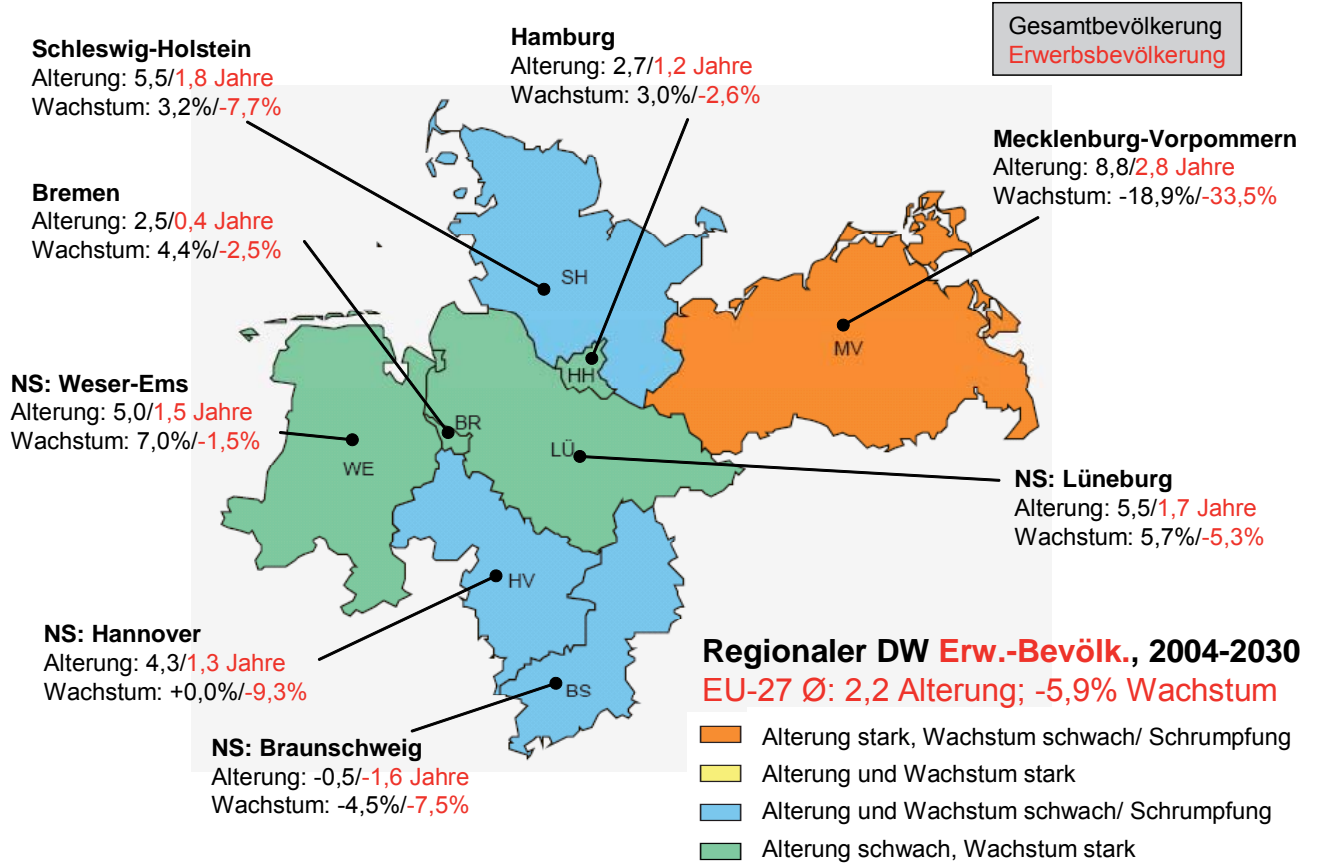 Gesamtbevölkerung
Erwerbsbevölkerung
Schleswig-Holstein
Alterung: 5,5/1,8 Jahre
Wachstum: 3,2%/-7,7%
Hamburg
Alterung: 2,7/1,2 Jahre
Wachstum: 3,0%/-2,6%
Mecklenburg-Vorpommern
Alterung: 8,8/2,8 Jahre
Wachstum: -18,9%/-33,5%
Bremen
Alterung: 2,5/0,4 Jahre
Wachstum: 4,4%/-2,5%
SH
MV
HH
NS: Weser-Ems
Alterung: 5,0/1,5 Jahre
Wachstum: 7,0%/-1,5%
BR
WE
LÜ
NS: Lüneburg
Alterung: 5,5/1,7 Jahre
Wachstum: 5,7%/-5,3%
HV
NS: Hannover
Alterung: 4,3/1,3 Jahre
Wachstum: +0,0%/-9,3%
BS
NS: Braunschweig
Alterung: -0,5/-1,6 Jahre
Wachstum: -4,5%/-7,5%
Regionaler DW Erw.-Bevölk., 2004-2030
EU-27 Ø: 2,2 Alterung; -5,9% Wachstum
Alterung stark, Wachstum schwach/ Schrumpfung
Alterung und Wachstum stark
Alterung und Wachstum schwach/ Schrumpfung
Alterung schwach, Wachstum stark